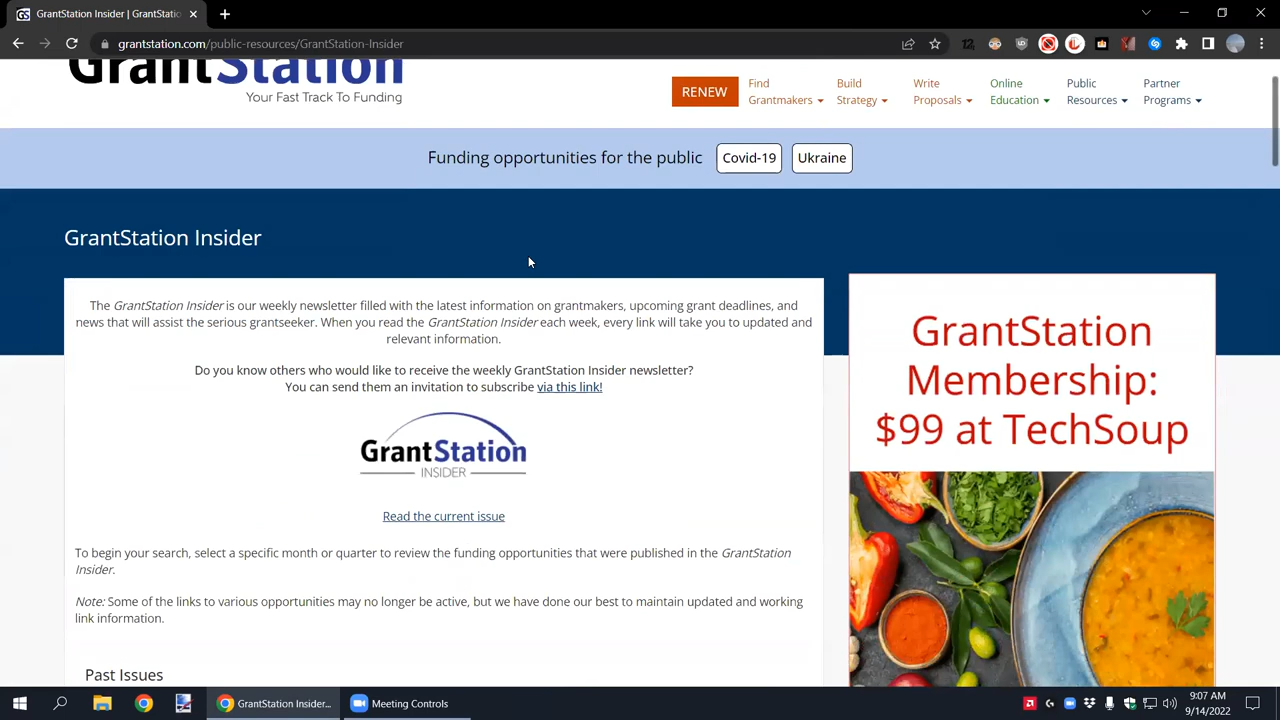 GrantStation | GrantStatio
grantstation.com/public-resources/GrantStation-Insider
GrantStation
Your Fast Track To Funding
RENEW
Find
Grantmakers
Build
Strategy
Write
Proposals
Online
Education
Public
Resources
Partner
Programs
Funding opportunities for the public
Covid-19
Ukraine
GrantStation Insider
The GrantStation Insider is our weekly newsletter filled with the latest information on grantmakers, upcoming grant deadlines, and
news that will assist the serious grantseeker. When you read the GrantStation Insider each week, every link will take you to updated and
relevant information.
Do you know others who would like to receive the weekly GrantStation Insider newsletter?
You can send them an invitation to subscribe via this link!
GrantStation
INSIDER
Read the current issue
To begin your search, select a specific month or quarter to review the funding opportunities that were published in the GrantStation
Insider.
Note: Some of the links to various opportunities may no longer be active, but we have done our best to maintain updated and working
link information.
Past Issues
GrantStation
Membership:
$99 at TechSoup
GrantStation Insider...
Meeting Controls
9:07 AM
9/14/2022